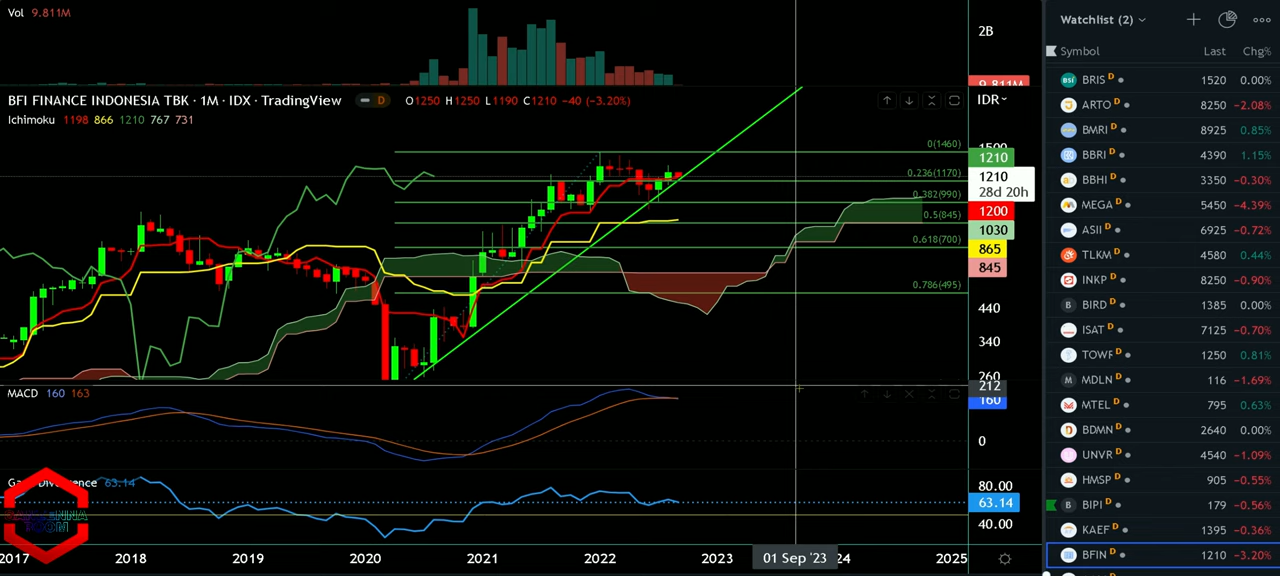 Vol 9.811M
2B
9.811M
BFI FINANCE INDONESIA TBK · 1M · IDX · TradingView D O1250 H1250 L1190 C1210 -40 (-3.20%)
IDR
Ichimoku 1198 866 1210 767 731
0(1460)
0.236(1170)
0.382(990)
0.5(845)
0.618(700)
0.786(495)
1500
1210
1210
28d 20h
1200
1030
865
845
440
340
260
MACD 160 163
212
160
0
63.14
80.00
63.14
40.00
2017 2018 2019 2020 2021 2022 2023 01 Sep '23 24 2025
Watchlist (2)
Symbol Last Chg%
BRIS D 1520 0.00%
ARTO D 8250 -2.08%
BMRI D 8925 0.85%
BBRI D 4390 1.15%
BBHI D 3350 -0.30%
MEGA D 5450 -4.39%
ASII D 6925 -0.72%
TLKM D 4580 0.44%
INKP D 8250 -0.90%
B BIRD D 1385 0.00%
ISAT D 7125 -0.70%
TOWR D 1250 0.81%
M MDLN D 116 -1.69%
MTEL D 795 0.63%
BDMN D 2640 0.00%
UNVR D 4540 -1.09%
HMSP D 905 -0.55%
B BIPI D 179 -0.56%
KAEF D 1395 -0.36%
BFIN D 1210 -3.20%